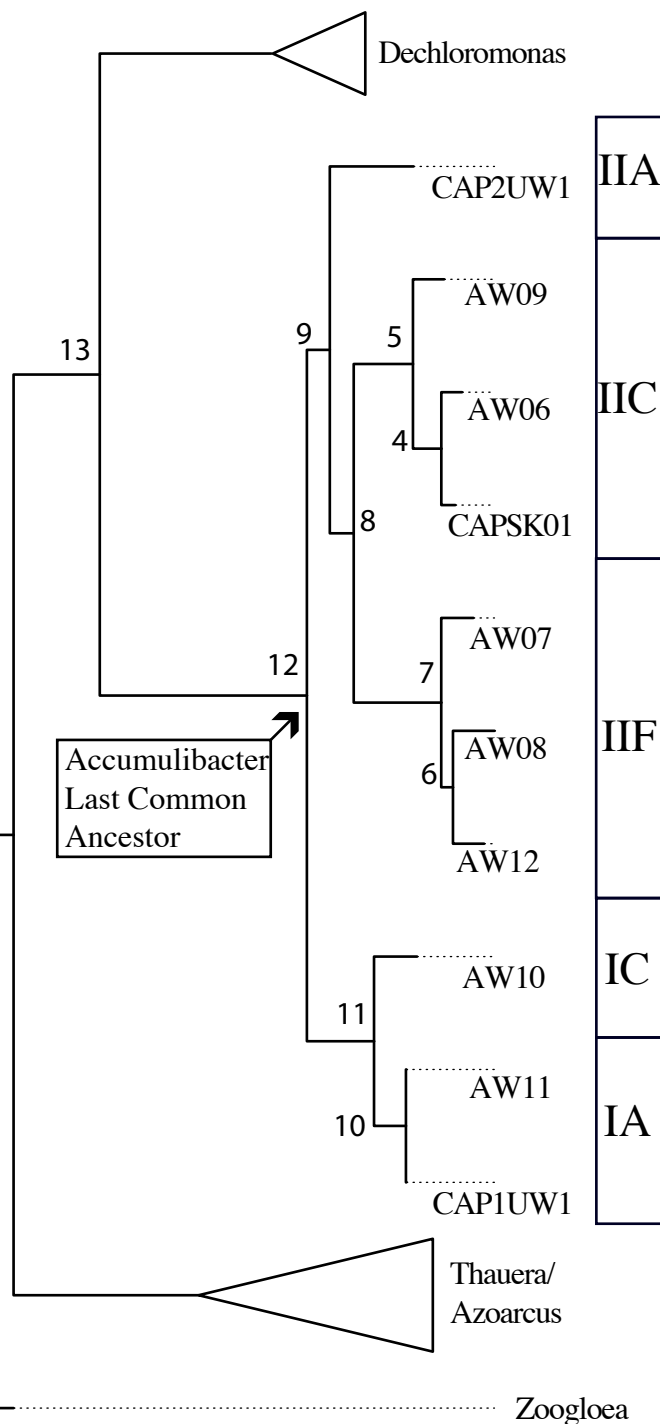 Dechloromonas
IIA
CAP2UW1
AW09
9
5
13
IIC
AW06
4
8
CAPSK01
AW07
12
7
IIF
AW08
Accumulibacter
Last Common
Ancestor
6
AW12
IC
AW10
11
AW11
IA
10
CAP1UW1
Thauera/
Azoarcus
Zoogloea